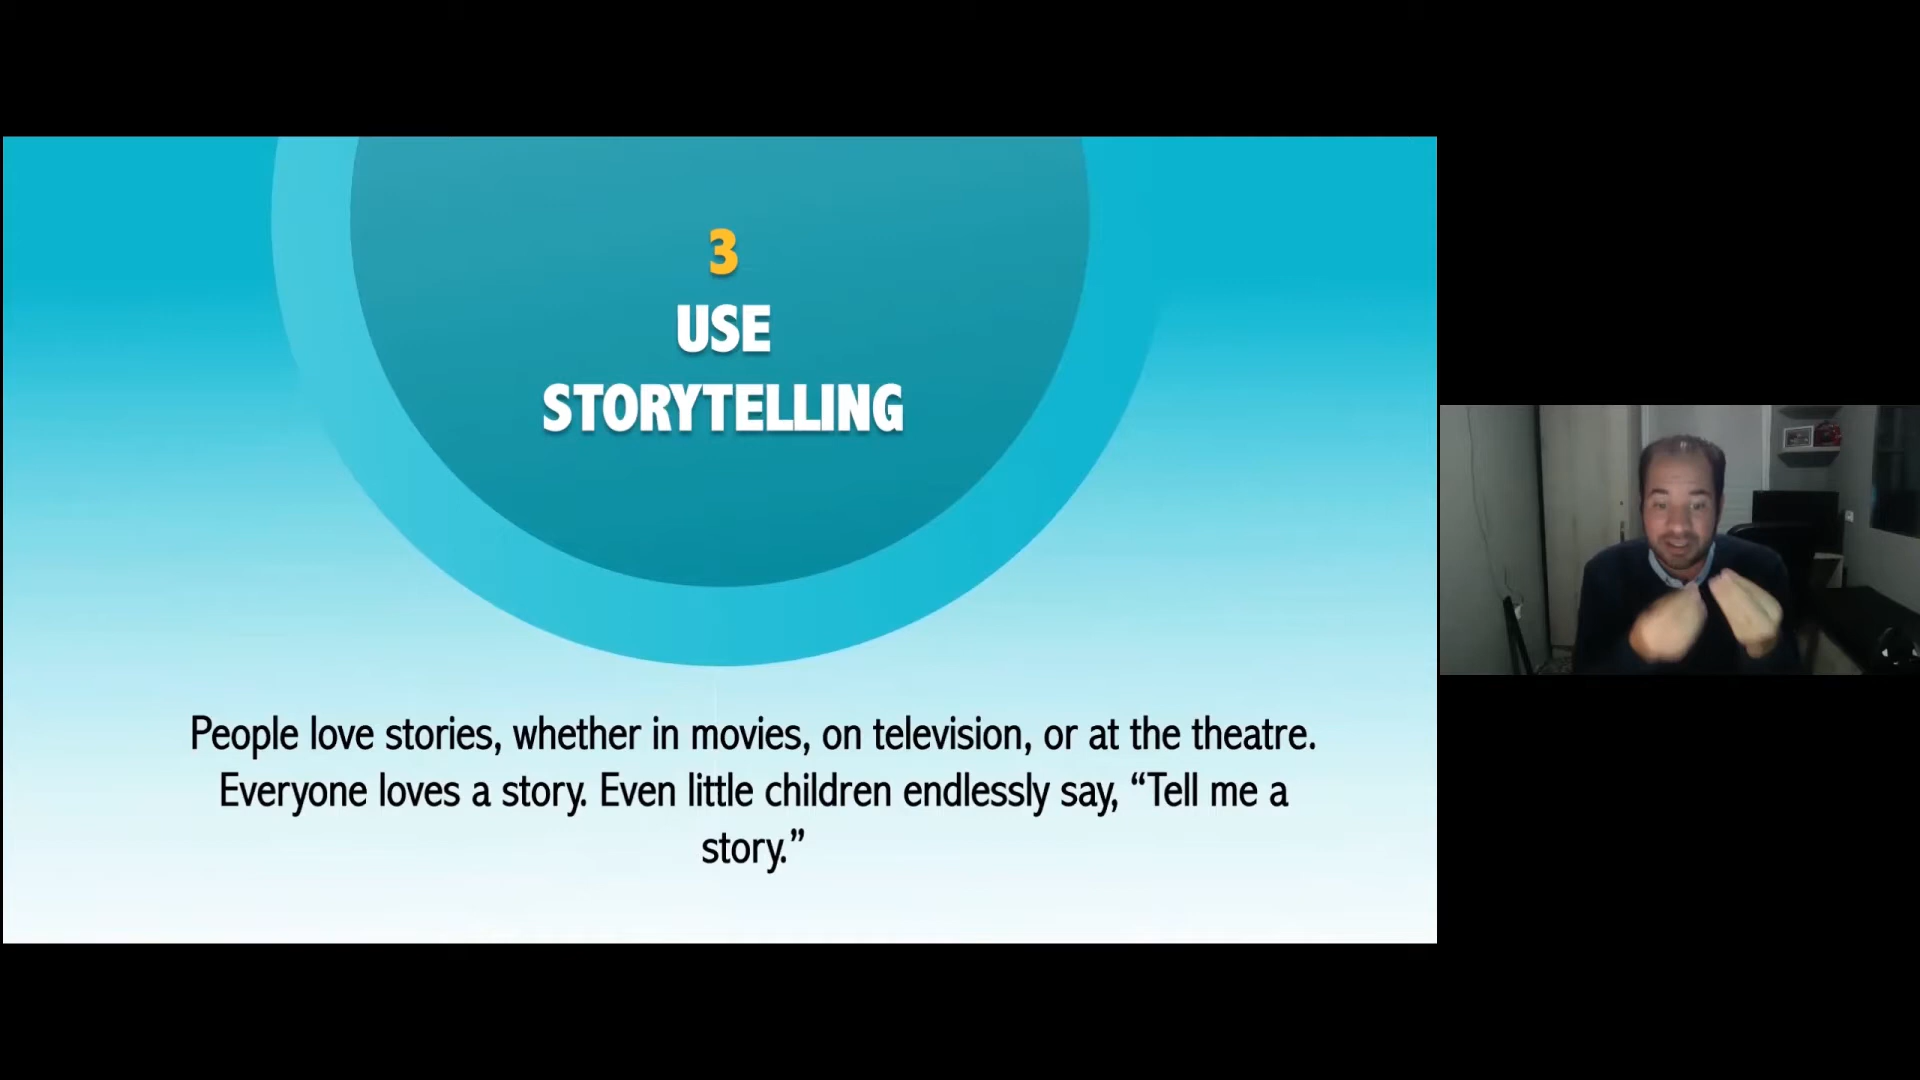 3
USE
STORYTELLING
People love stories, whether in movies, on television, or at the theatre.
Everyone loves a story. Even little children endlessly say, “Tell me a
story.”